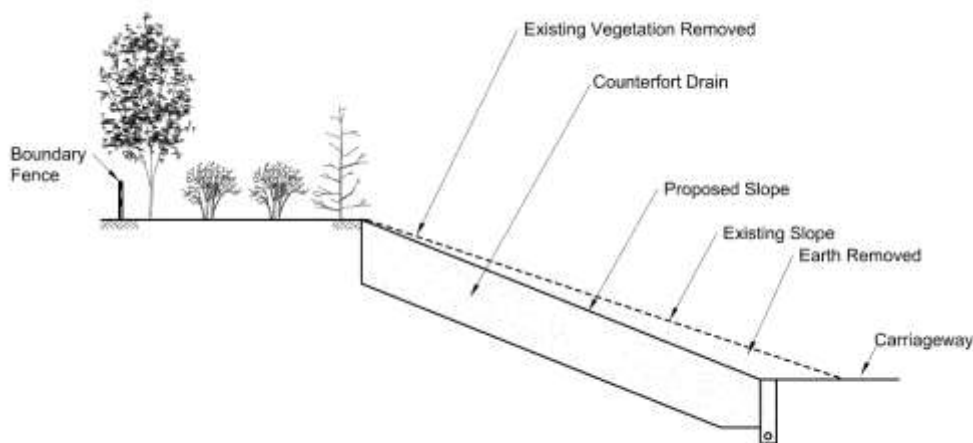 Existing Vegetation Removed
Counterfort Drain
Boundary
Fence
Proposed Slope
Existing Slope
Earth Removed
Carriageway